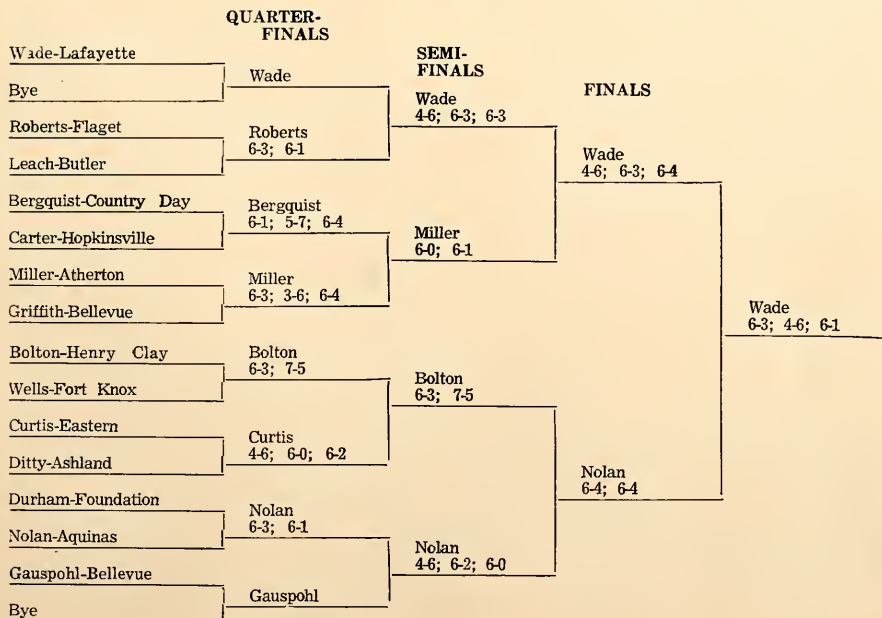 QUARTER-
FINALS
Wade-Lafayette
Bye
Roberts-Flaget
Leach-Butler
Bergquist-Country Day
Carter-Hopkinsville
Miller-Atherton
Griffith-Bellevue
Bolton-Henry Clay
Wells-Fort Knox
Curtis-Eastern
Ditty-Ashland
Durham-Foundation
Nolan-Aquinas
Gauspohl-Bellevue
Bye
Wade
Roberts
6-3; 6-1
Bergquist
6-1; 5-7; 6-4
Miller
6-3; 3-6; 6-4
Bolton
6-3; 7-5
Curtis
4-6; 6-0; 6-2
Nolan
6-3; 6-1
Gauspohl
SEMI-
FINALS
Wade
4-6; 6-3; 6-3
Miller
6-0; 6-1
Bolton
6-3; 7-5
Nolan
4-6; 6-2; 6-0
FINALS
Wade
4-6; 6-3; 6-4
Nolan
6-4; 6-4
Wade
6-3; 4-6; 6-1